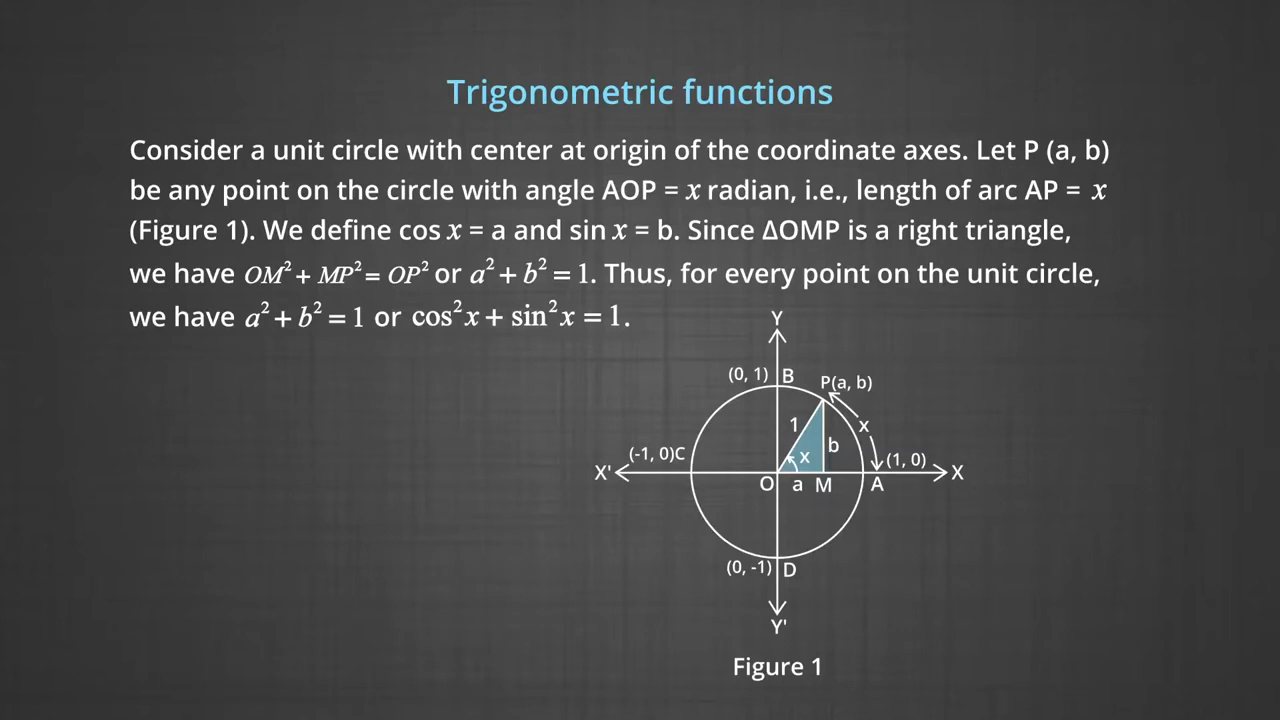 Trigonometric functions
Consider a unit circle with center at origin of the coordinate axes. Let P (a, b)
be any point on the circle with angle AOP = x radian, i.e., length of arc AP = x
(Figure 1). We define cos x = a and sin x = b. Since ΔOMP is a right triangle,
we have OM² + MP² = OP² or a² + b² = 1. Thus, for every point on the unit circle,
we have a² + b² = 1 or cos²x + sin²x = 1.
Y
(0, 1) B
P(a, b)
1
x
b
(-1, 0)C
x
(1, 0)
X'
X
O a M A
(0, -1) D
Y'
Figure 1